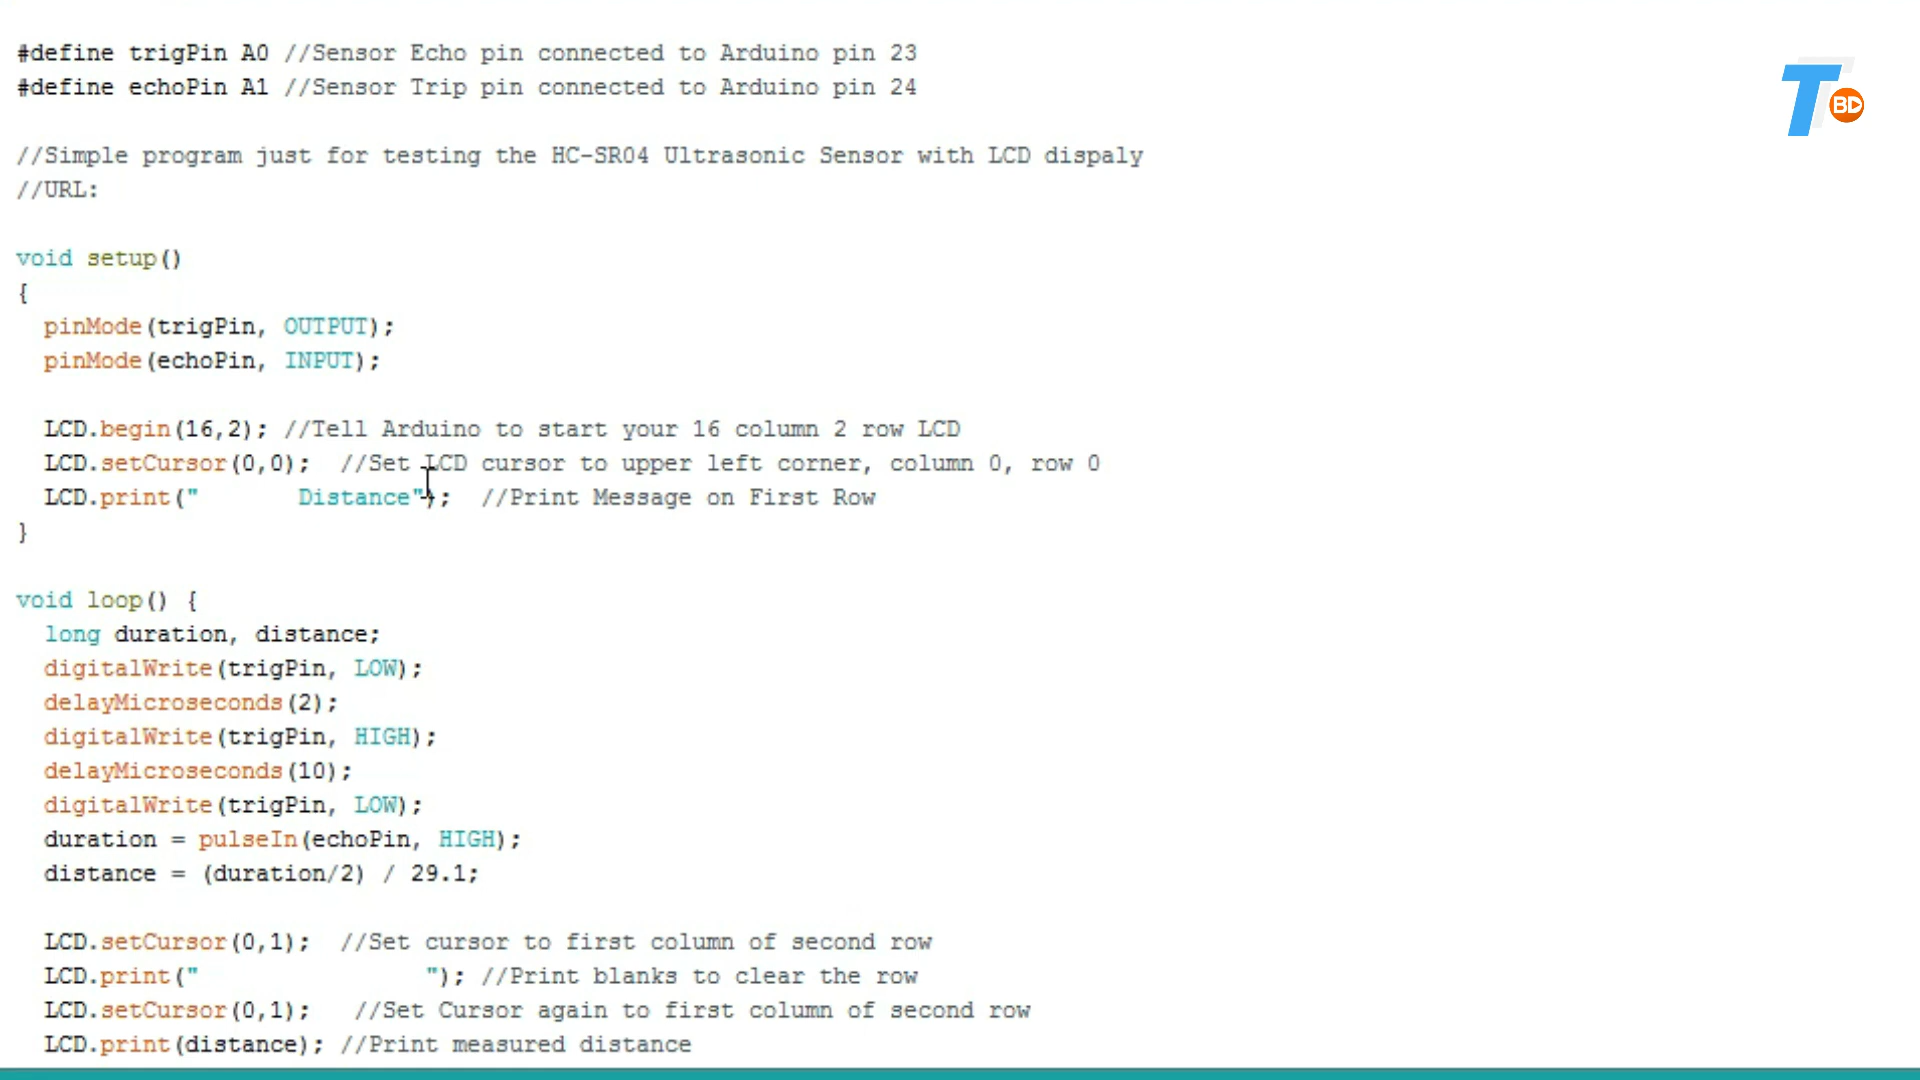 #define trigPin A0 //Sensor Echo pin connected to Arduino pin 23
#define echoPin A1 //Sensor Trip pin connected to Arduino pin 24
//Simple program just for testing the HC-SR04 Ultrasonic Sensor with LCD dispaly
//URL:
void setup()
{
  pinMode(trigPin, OUTPUT);
  pinMode(echoPin, INPUT);
  LCD.begin(16,2); //Tell Arduino to start your 16 column 2 row LCD
  LCD.setCursor(0,0);  //Set LCD cursor to upper left corner, column 0, row 0
  LCD.print("       Distance");  //Print Message on First Row
}
void loop() {
  long duration, distance;
  digitalWrite(trigPin, LOW);
  delayMicroseconds(2);
  digitalWrite(trigPin, HIGH);
  delayMicroseconds(10);
  digitalWrite(trigPin, LOW);
  duration = pulseIn(echoPin, HIGH);
  distance = (duration/2) / 29.1;
  LCD.setCursor(0,1);  //Set cursor to first column of second row
  LCD.print("                "); //Print blanks to clear the row
  LCD.setCursor(0,1);   //Set Cursor again to first column of second row
  LCD.print(distance); //Print measured distance
T BD